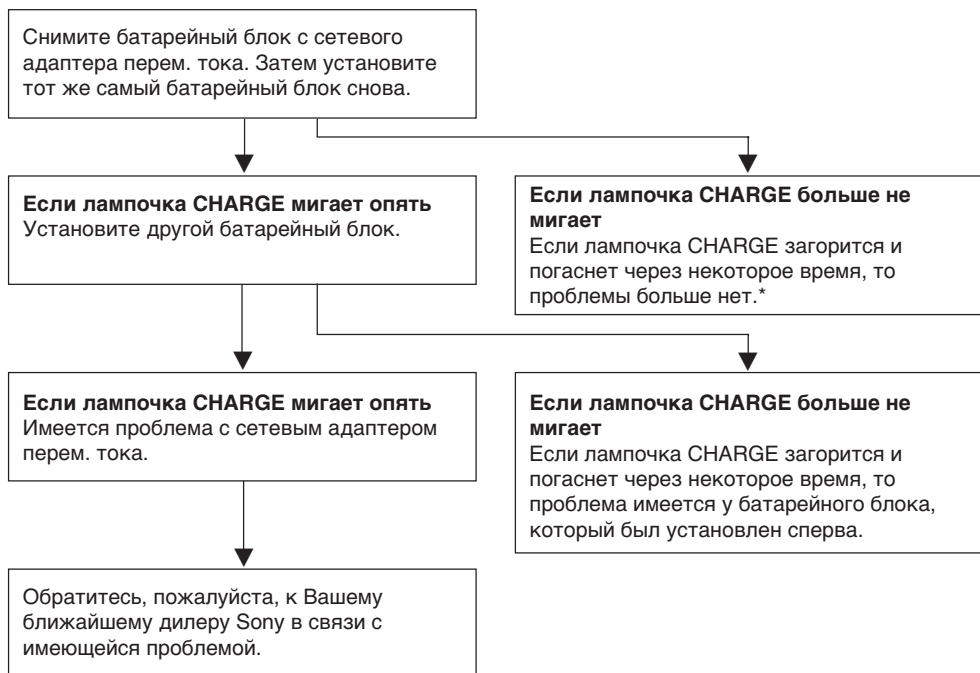 Снимите батарейный блок с сетевого
адаптера перем. тока. Затем установите
тот же самый батарейный блок снова.
Если лампочка CHARGE мигает опять
Установите другой батарейный блок.
Если лампочка CHARGE больше не
мигает
Если лампочка CHARGE загорится и
погаснет через некоторое время, то
проблемы больше нет.*
Если лампочка CHARGE мигает опять
Имеется проблема с сетевым адаптером
перем. тока.
Если лампочка CHARGE больше не
мигает
Если лампочка CHARGE загорится и
погаснет через некоторое время, то
проблема имеется у батарейного блока,
который был установлен сперва.
Обратитесь, пожалуйста, к Вашему
ближайшему дилеру Sony в связи с
имеющейся проблемой.